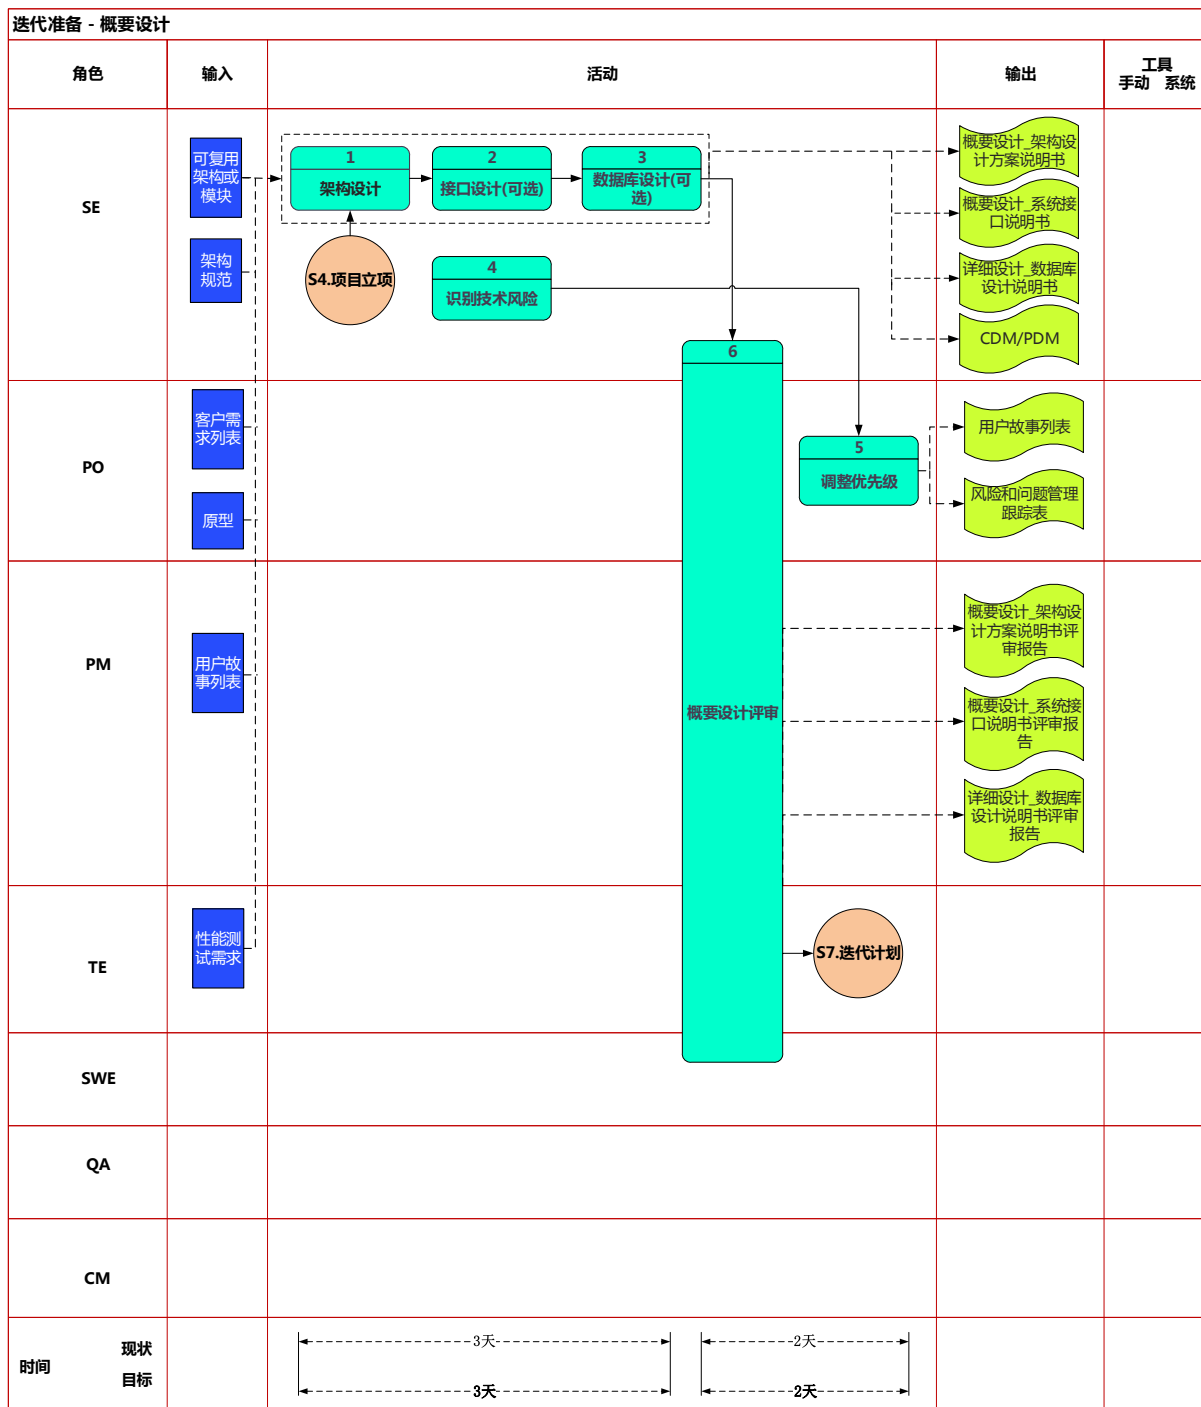 迭代准备 - 概要设计
角色
输入
活动
输出
工具
手动 系统
SE
可复用
架构或
模块
架构
规范
1
架构设计
2
接口设计(可选)
3
数据库设计(可
选)
S4.项目立项
4
识别技术风险
6
概要设计评审
概要设计_架构设
计方案说明书
概要设计_系统接
口说明书
详细设计_数据库
设计说明书
CDM/PDM
PO
客户需
求列表
原型
5
调整优先级
用户故事列表
风险和问题管理
跟踪表
PM
用户故
事列表
概要设计_架构设
计方案说明书评
审报告
概要设计_系统接
口说明书评审报
告
详细设计_数据库
设计说明书评审
报告
TE
性能测
试需求
S7.迭代计划
SWE
QA
CM
时间
现状
目标
3天
2天
3天
2天